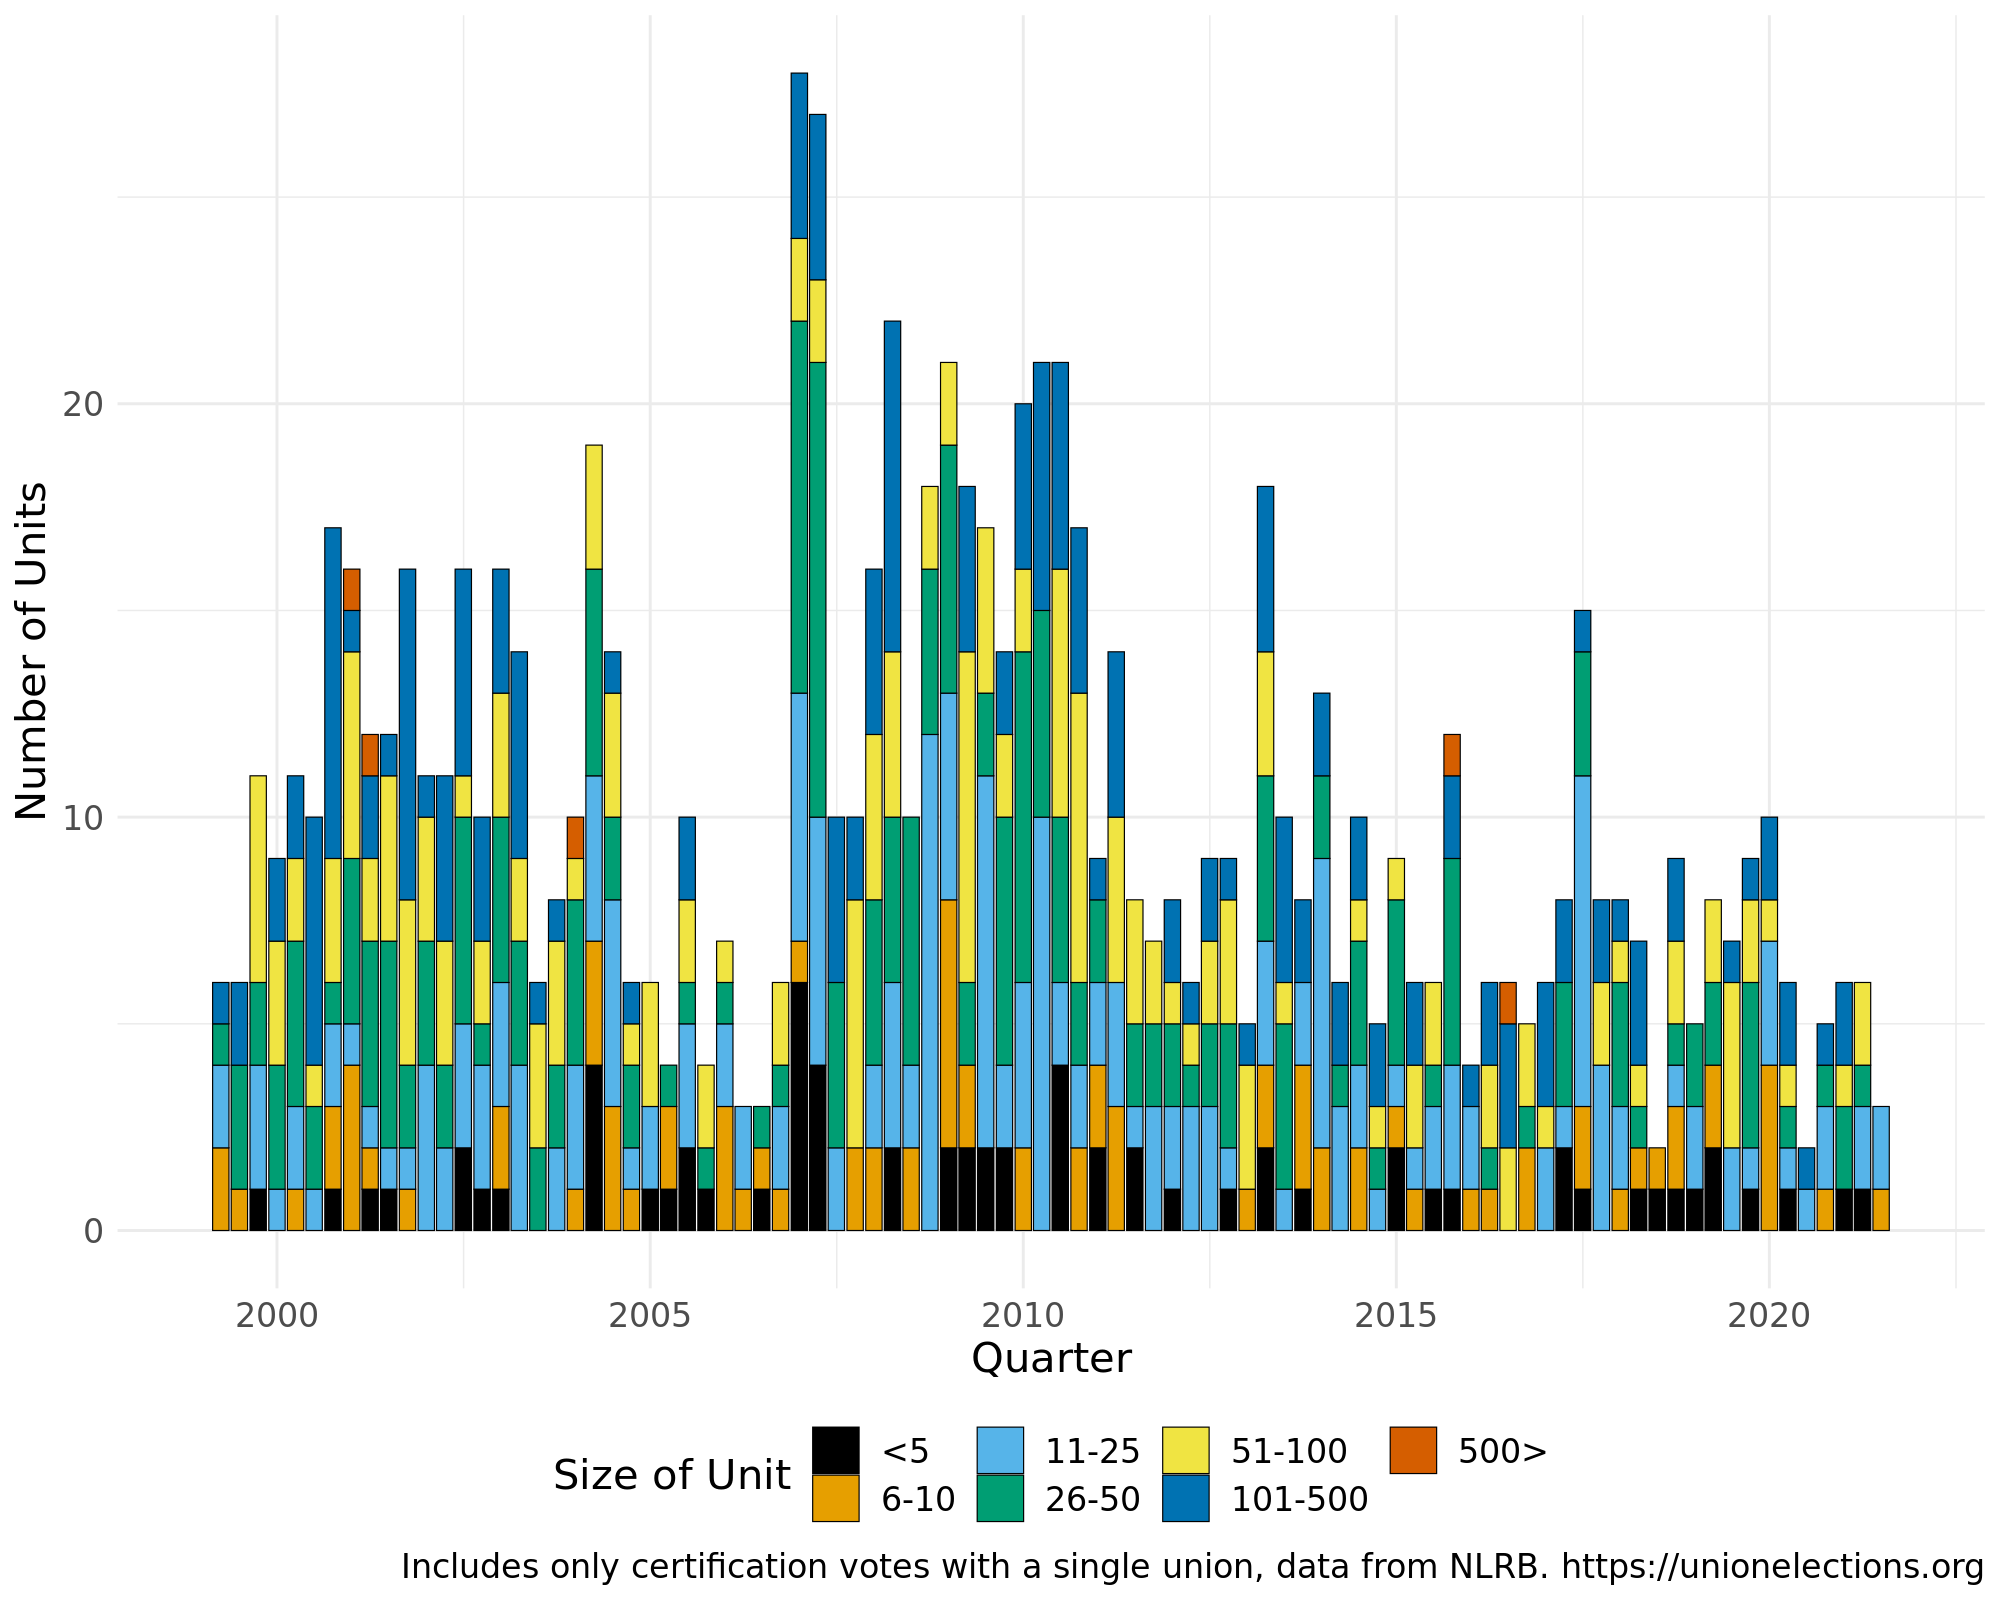 Number of Units
20
10
0
2000 2005 2010 2015 2020
Quarter
Size of Unit
<5 11-25 51-100 500>
6-10 26-50 101-500
Includes only certification votes with a single union, data from NLRB. https://unionelections.org